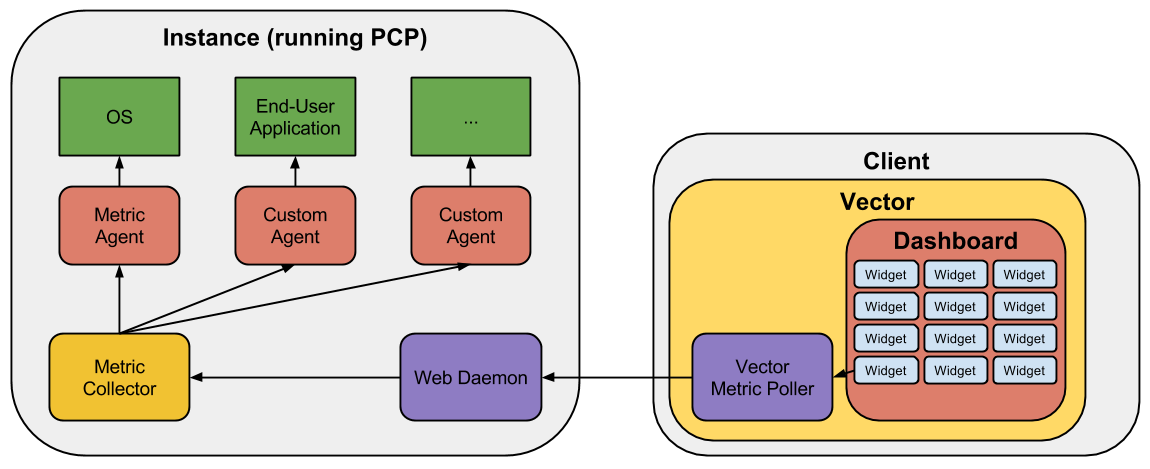 Instance (running PCP)
OS
End-User
Application
...
Metric
Agent
Custom
Agent
Custom
Agent
Metric
Collector
Web Daemon
Client
Vector
Dashboard
Widget Widget Widget
Widget Widget Widget
Widget Widget Widget
Widget Widget Widget
Vector
Metric Poller